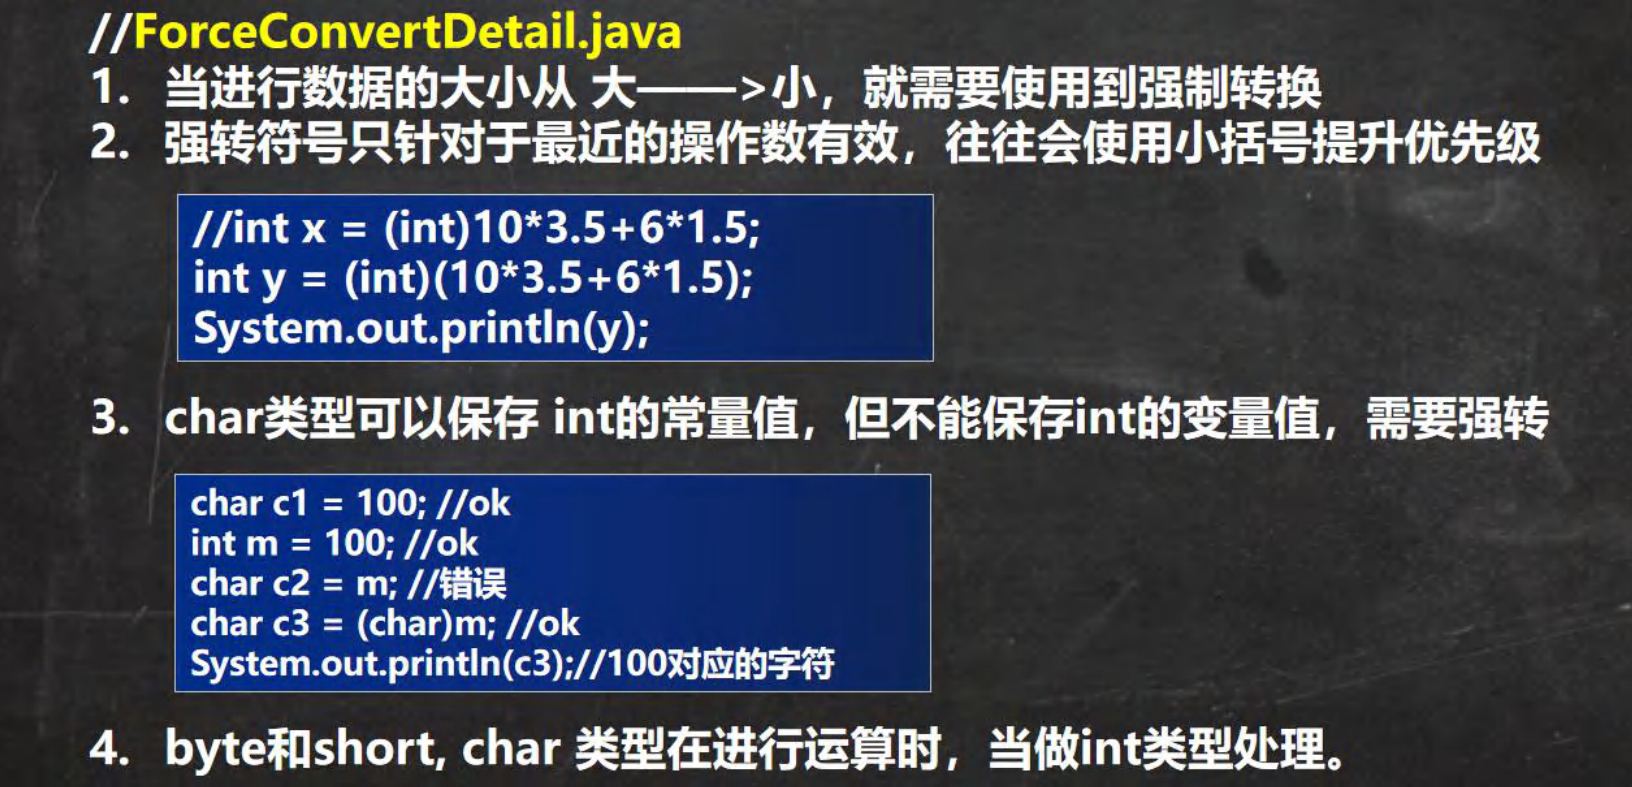 //ForceConvertDetail.java
1. 当进行数据的大小从 大——>小，就需要使用到强制转换
2. 强转符号只针对于最近的操作数有效，往往会使用小括号提升优先级
//int x = (int)10*3.5+6*1.5;
int y = (int)(10*3.5+6*1.5);
System.out.println(y);
3. char类型可以保存 int的常量值，但不能保存int的变量值，需要强转
char c1 = 100; //ok
int m = 100; //ok
char c2 = m; //错误
char c3 = (char)m; //ok
System.out.println(c3);//100对应的字符
4. byte和short, char 类型在进行运算时，当做int类型处理。